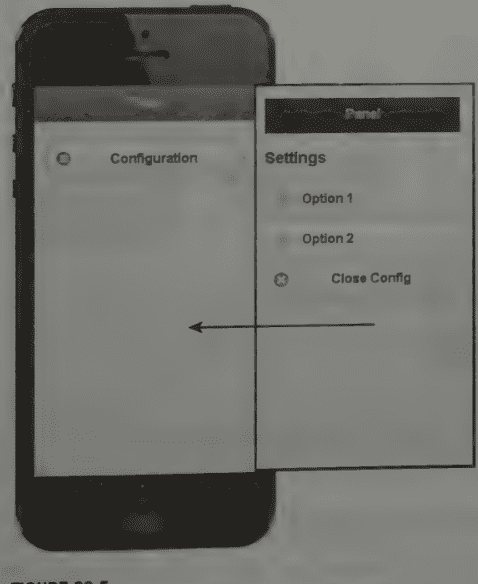 Configuration
Panel
Settings
Option 1
Option 2
Close Config